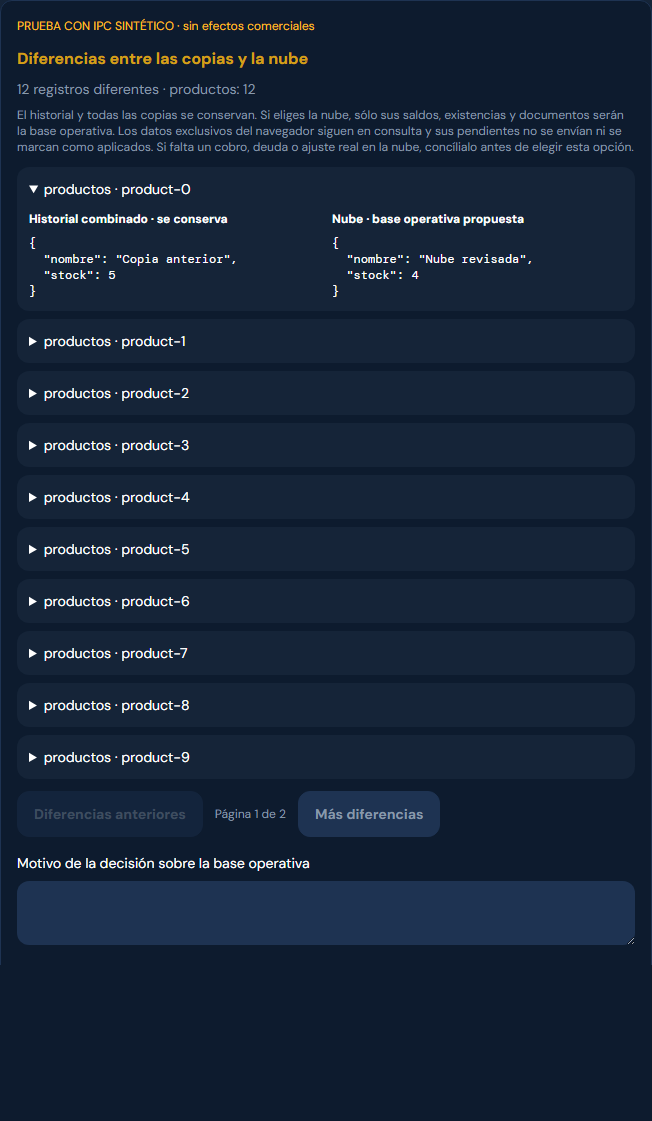 PRUEBA CON IPC SINTÉTICO · sin efectos comerciales
Diferencias entre las copias y la nube
12 registros diferentes · productos: 12
El historial y todas las copias se conservan. Si eliges la nube, sólo sus saldos, existencias y documentos serán
la base operativa. Los datos exclusivos del navegador siguen en consulta y sus pendientes no se envían ni se
marcan como aplicados. Si falta un cobro, deuda o ajuste real en la nube, concílialo antes de elegir esta opción.
▼ productos · product-0
Historial combinado · se conserva
{
  "nombre": "Copia anterior",
  "stock": 5
}
Nube · base operativa propuesta
{
  "nombre": "Nube revisada",
  "stock": 4
}
▶ productos · product-1
▶ productos · product-2
▶ productos · product-3
▶ productos · product-4
▶ productos · product-5
▶ productos · product-6
▶ productos · product-7
▶ productos · product-8
▶ productos · product-9
Diferencias anteriores Página 1 de 2 Más diferencias
Motivo de la decisión sobre la base operativa